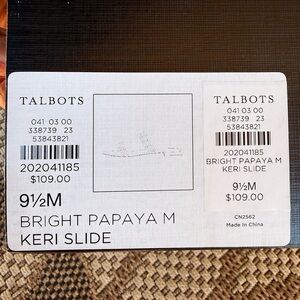 TALBOTS
041 03 00
338739 23
53843821
202041185
$109.00
9½M
BRIGHT PAPAYA M
KERI SLIDE
TALBOTS
041 03 00
338739 23
53843821
202041185
BRIGHT PAPAYA M
KERI SLIDE
9½M
$109.00
CN2562
Made In China